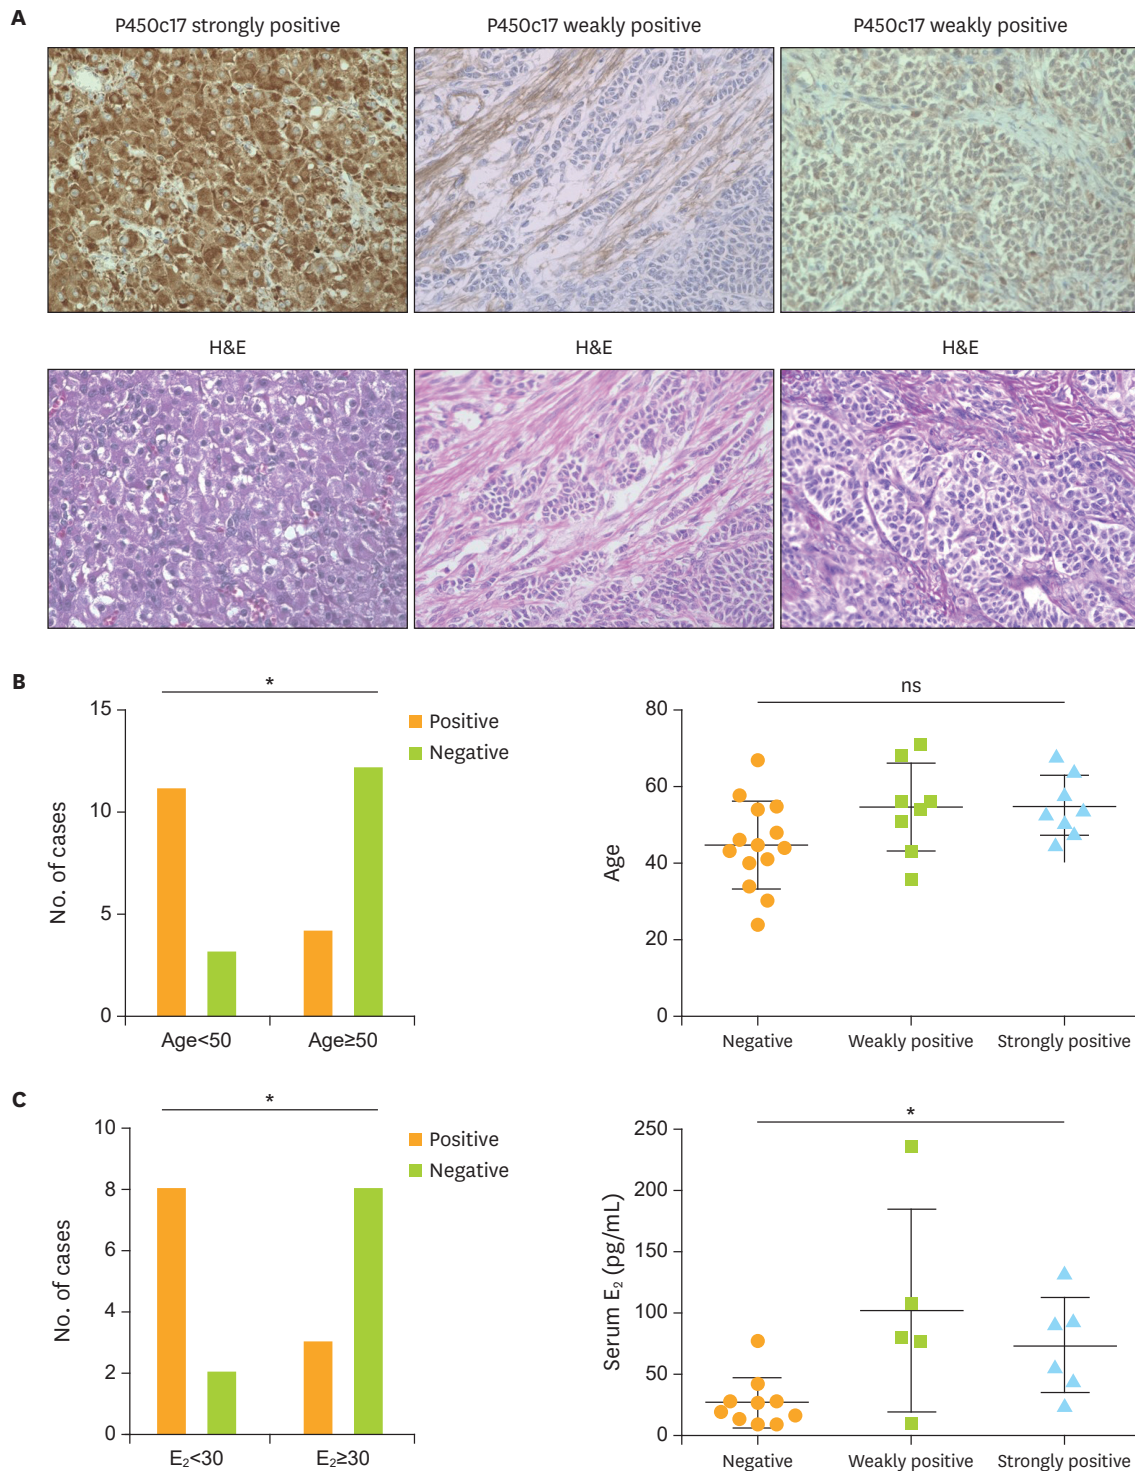 A
P450c17 strongly positive
P450c17 weakly positive
P450c17 weakly positive
H&E
H&E
H&E
B
*
15
10
5
0
No. of cases
Positive
Negative
Age<50
Age≥50
ns
80
60
40
20
0
Age
Negative
Weakly positive
Strongly positive
C
*
10
8
6
4
2
0
No. of cases
Positive
Negative
E₂<30
E₂≥30
*
250
200
150
100
50
0
Serum E₂ (pg/mL)
Negative
Weakly positive
Strongly positive